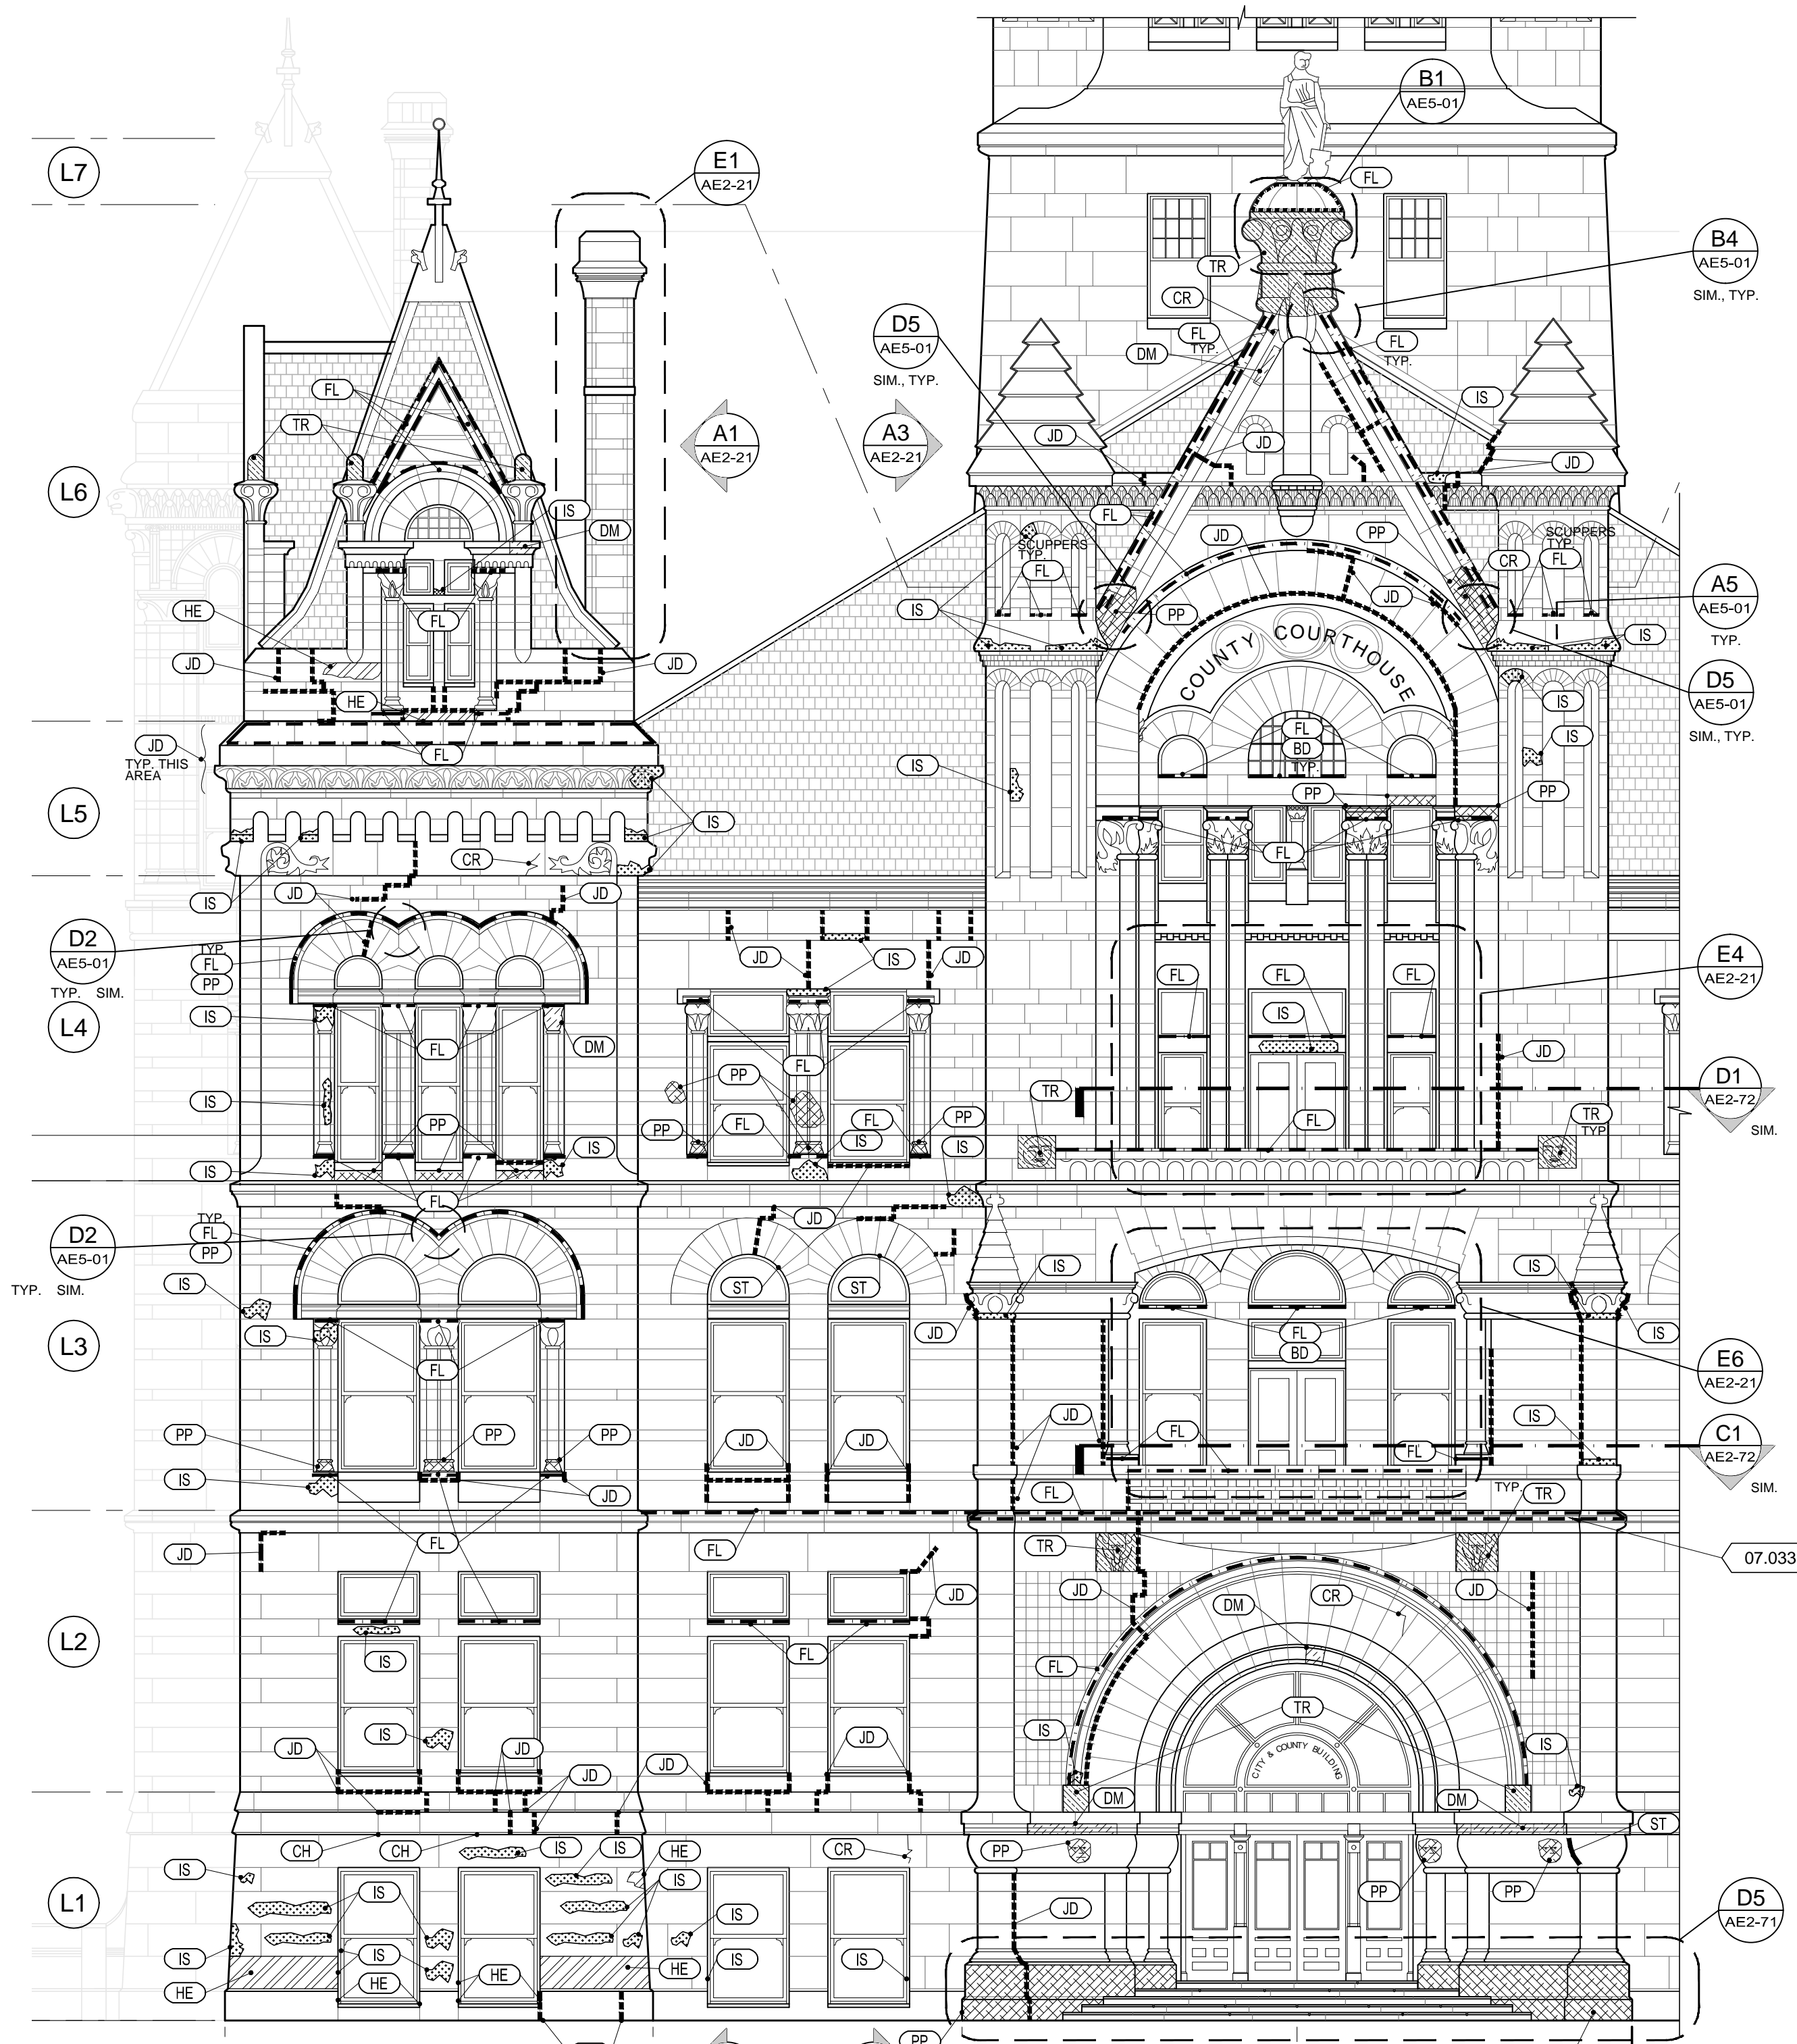 B1
AE5-01
L7
E1
AE2-21
FL
B4
AE5-01
SIM., TYP.
TR
CR
D5
AE5-01
SIM., TYP.
FL
TYP.
FL
TYP.
DM
FL
IS
TR
A1
AE2-21
A3
AE2-21
JD
JD
JD
L6
IS
DM
FL
JD
PP
SCUPPERS
TYP.
FL
SCUPPERS
TYP.
FL
CR
A5
AE5-01
TYP.
HE
FL
IS
PP
JD
IS
COUNTY COURTHOUSE
JD
JD
D5
AE5-01
SIM., TYP.
HE
IS
JD
TYP. THIS
AREA
FL
FL
BD
TYP.
IS
IS
PP
PP
L5
IS
CR
FL
IS
JD
JD
D2
AE5-01
TYP. SIM.
TYP.
FL
PP
JD
IS
JD
E4
AE2-21
FL
FL
FL
IS
IS
L4
FL
DM
FL
JD
PP
IS
TR
D1
AE2-72
SIM.
TR
TYP
PP
PP
FL
FL
PP
FL
IS
IS
IS
IS
FL
D2
AE5-01
TYP. SIM.
TYP.
FL
PP
JD
IS
ST
ST
IS
IS
IS
JD
FL
BD
IS
L3
FL
E6
AE2-21
PP
PP
PP
JD
JD
JD
FL
FL
IS
C1
AE2-72
SIM.
IS
JD
FL
TYP.
TR
JD
FL
FL
TR
07.033
JD
JD
JD
CR
DM
L2
IS
FL
FL
TR
IS
JD
JD
JD
JD
IS
IS
CITY & COUNTY BUILDING
JD
DM
DM
CH
CH
IS
IS
HE
CR
PP
ST
IS
IS
IS
PP
PP
L1
IS
JD
D5
AE2-71
IS
IS
IS
IS
HE
HE
HE
HE
PP